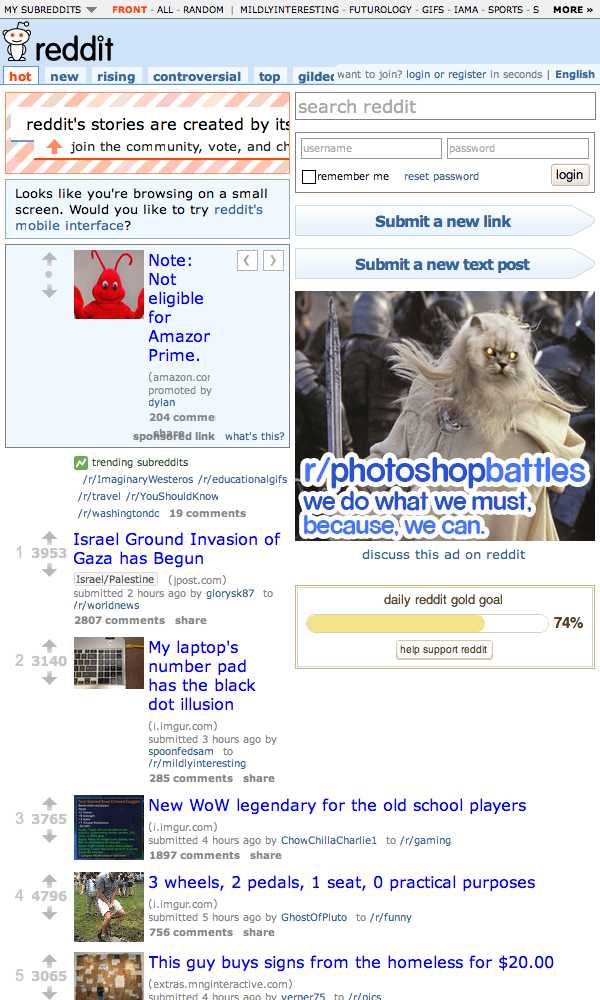 MY SUBREDDITS FRONT - ALL - RANDOM | MILDLYINTERESTING - FUTUROLOGY - GIFS - IAMA - SPORTS - S MORE »
reddit
hot new rising controversial top gilded
want to join? login or register in seconds | English
reddit's stories are created by its
join the community, vote, and ch
search reddit
username password
remember me reset password login
Looks like you're browsing on a small
screen. Would you like to try reddit's
mobile interface?
Submit a new link
Submit a new text post
Note:
Not
eligible
for
Amazor
Prime.
(amazon.cor
promoted by
dylan
204 comme
share
sponsored link what's this?
r/photoshopbattles
we do what we must,
because, we can.
discuss this ad on reddit
trending subreddits
/r/ImaginaryWesteros /r/educationalgifs
/r/travel /r/YouShouldKnow
/r/washingtondc 19 comments
daily reddit gold goal
74%
help support reddit
1 3953 Israel Ground Invasion of
Gaza has Begun
Israel/Palestine (jpost.com)
submitted 2 hours ago by glorysk87 to
/r/worldnews
2807 comments share
2 3140 My laptop's
number pad
has the black
dot illusion
(i.imgur.com)
submitted 3 hours ago by
spoonfedsam to
/r/mildlyinteresting
285 comments share
3 3765 New WoW legendary for the old school players
(i.imgur.com)
submitted 4 hours ago by ChowChillaCharlie1 to /r/gaming
1897 comments share
4 4796 3 wheels, 2 pedals, 1 seat, 0 practical purposes
(i.imgur.com)
submitted 5 hours ago by GhostOfPluto to /r/funny
756 comments share
5 3065 This guy buys signs from the homeless for $20.00
(extras.mnginteractive.com)
submitted 4 hours ago by verner75 to /r/pics